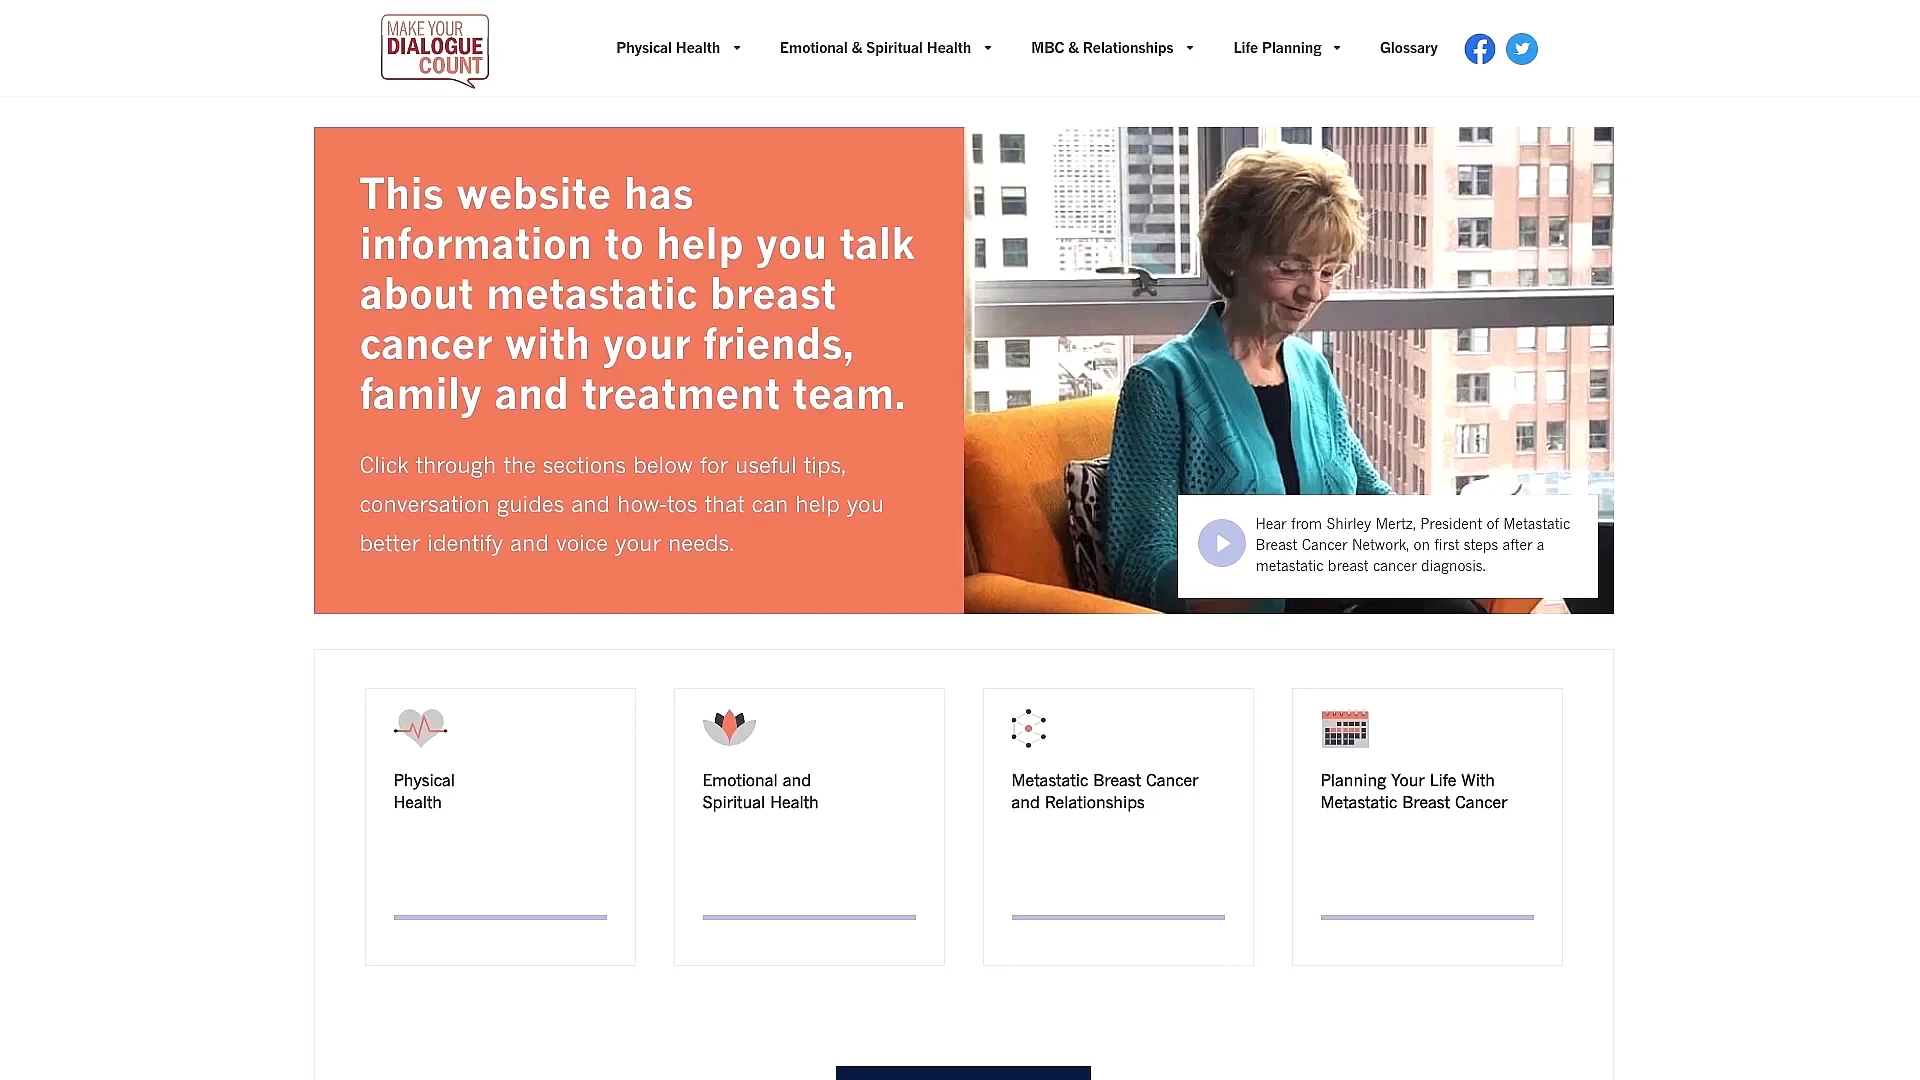 MAKE YOUR
DIALOGUE
COUNT
Physical Health
Emotional & Spiritual Health
MBC & Relationships
Life Planning
Glossary
This website has
information to help you talk
about metastatic breast
cancer with your friends,
family and treatment team.
Click through the sections below for useful tips,
conversation guides and how-tos that can help you
better identify and voice your needs.
Hear from Shirley Mertz, President of Metastatic
Breast Cancer Network, on first steps after a
metastatic breast cancer diagnosis.
Physical
Health
Emotional and
Spiritual Health
Metastatic Breast Cancer
and Relationships
Planning Your Life With
Metastatic Breast Cancer